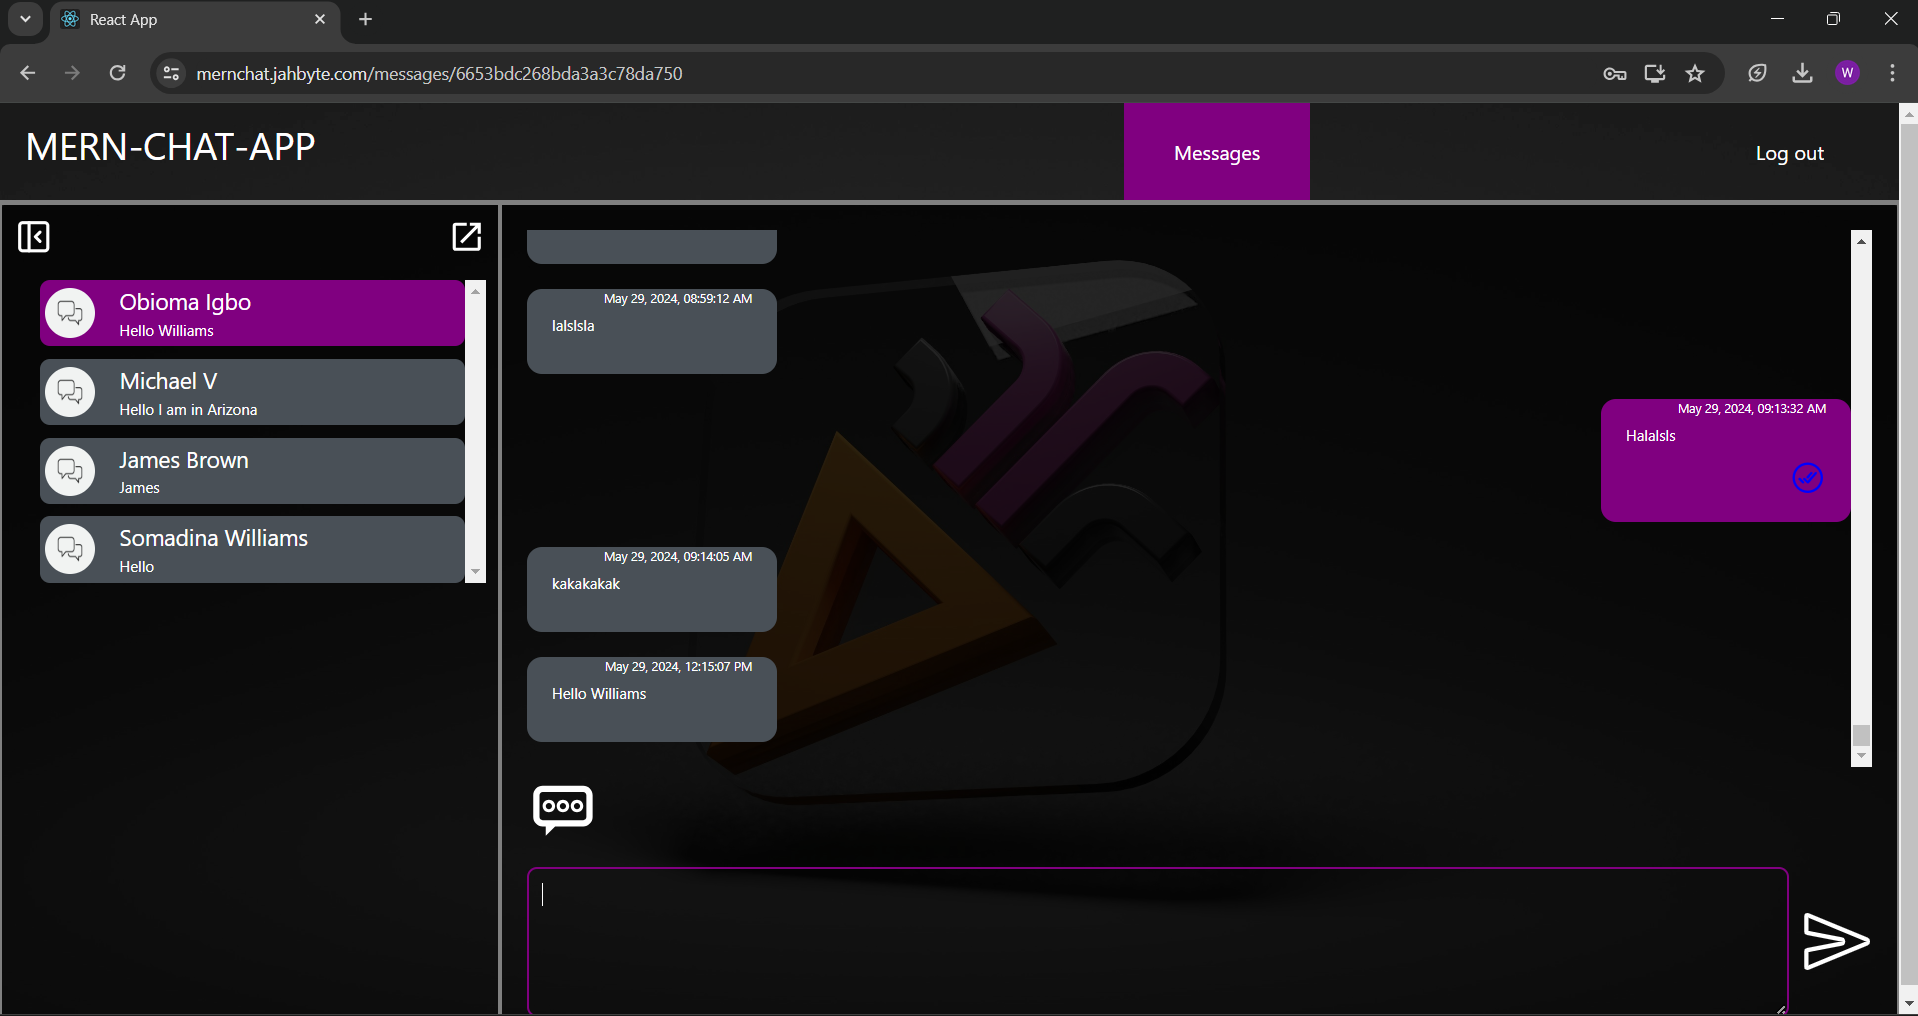 React App
mernchat.jahbyte.com/messages/6653bdc268bda3a3c78da750
W
MERN-CHAT-APP
Messages
Log out
Obioma Igbo
Hello Williams
Michael V
Hello I am in Arizona
James Brown
James
Somadina Williams
Hello
May 29, 2024, 08:59:12 AM
lalslsla
May 29, 2024, 09:13:32 AM
Halalsls
May 29, 2024, 09:14:05 AM
kakakakak
May 29, 2024, 12:15:07 PM
Hello Williams